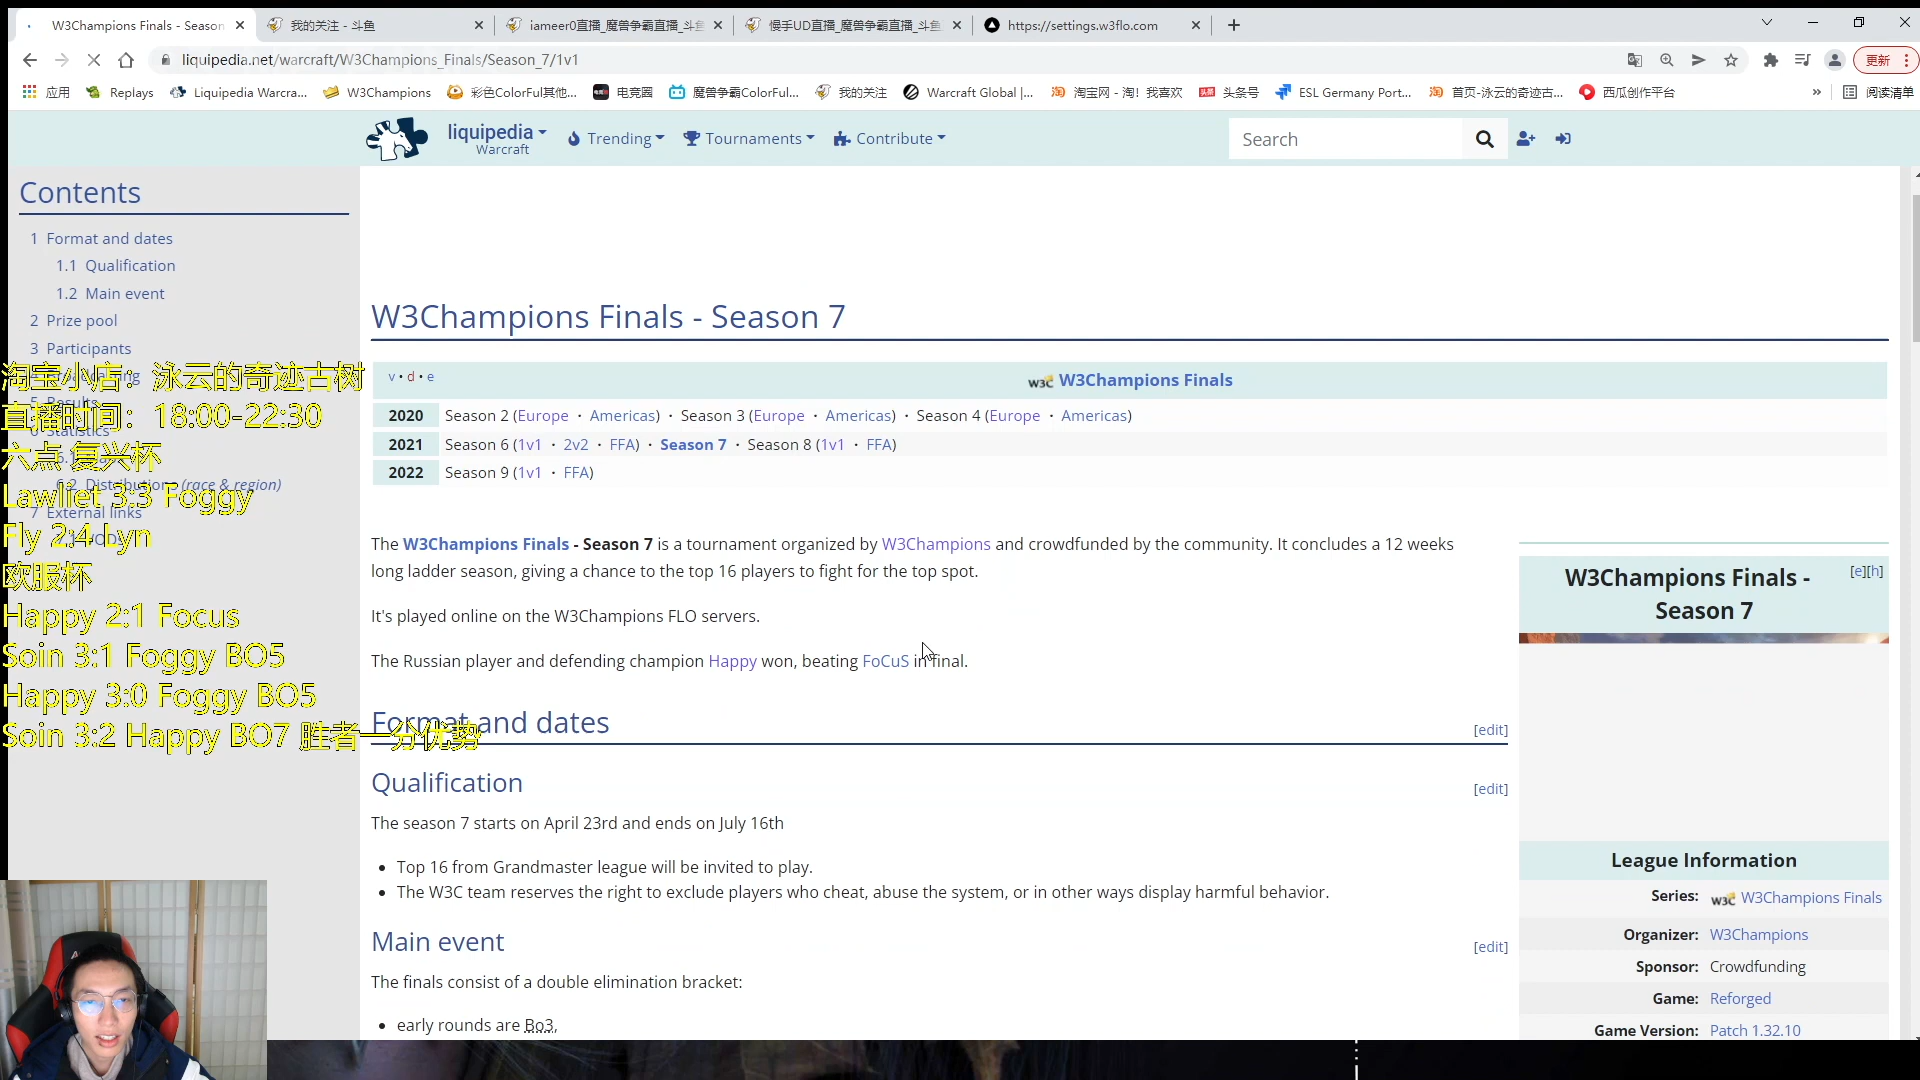 W3Champions Finals - Season
我的关注 - 斗鱼
iameer0直播_魔兽争霸直播_斗鱼
慢手UD直播_魔兽争霸直播_斗鱼
https://settings.w3flo.com
liquipedia.net/warcraft/W3Champions_Finals/Season_7/1v1
更新
应用
Replays
Liquipedia Warcra...
W3Champions
彩色ColorFul其他...
电竞圈
魔兽争霸ColorFul...
我的关注
Warcraft Global |...
淘宝网 - 淘！我喜欢
头条号
ESL Germany Port...
首页-泳云的奇迹古...
西瓜创作平台
»
阅读清单
liquipedia
Warcraft
Trending
Tournaments
Contribute
Search
Contents
1 Format and dates
1.1 Qualification
1.2 Main event
2 Prize pool
3 Participants
5 Results
6 Statistics
6.2 Distribution (race & region)
7 External links
淘宝小店：泳云的奇迹古树
直播时间：18:00-22:30
六点 复兴杯
Lawliet 3:3 Foggy
Fly 2:4 Lyn
欧服杯
Happy 2:1 Focus
Soin 3:1 Foggy BO5
Happy 3:0 Foggy BO5
Soin 3:2 Happy BO7 胜者一分优势
W3Champions Finals - Season 7
v • d • e
W3C W3Champions Finals
2020 Season 2 (Europe · Americas) · Season 3 (Europe · Americas) · Season 4 (Europe · Americas)
2021 Season 6 (1v1 · 2v2 · FFA) · Season 7 · Season 8 (1v1 · FFA)
2022 Season 9 (1v1 · FFA)
The W3Champions Finals - Season 7 is a tournament organized by W3Champions and crowdfunded by the community. It concludes a 12 weeks
long ladder season, giving a chance to the top 16 players to fight for the top spot.
It's played online on the W3Champions FLO servers.
The Russian player and defending champion Happy won, beating FoCuS in final.
Format and dates
[edit]
Qualification
[edit]
The season 7 starts on April 23rd and ends on July 16th
• Top 16 from Grandmaster league will be invited to play.
• The W3C team reserves the right to exclude players who cheat, abuse the system, or in other ways display harmful behavior.
Main event
[edit]
The finals consist of a double elimination bracket:
• early rounds are Bo3,
W3Champions Finals -
Season 7
[e][h]
League Information
Series: W3C W3Champions Finals
Organizer: W3Champions
Sponsor: Crowdfunding
Game: Reforged
Game Version: Patch 1.32.10